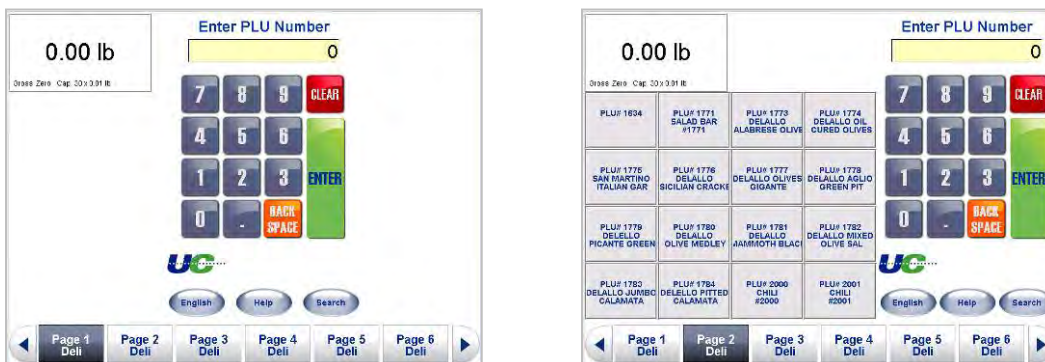 Enter PLU Number
0.00 lb
0
Gross Zero Cap: 30 x 0.01 lb
7 8 9 CLEAR
4 5 6
1 2 3 ENTER
0 . BACK SPACE
UC
English Help Search
Page 1 Deli
Page 2 Deli
Page 3 Deli
Page 4 Deli
Page 5 Deli
Page 6 Deli
Enter PLU Number
0.00 lb
0
Gross Zero Cap: 30 x 0.01 lb
PLU# 1634
PLU# 1771
SALAD BAR
#1771
PLU# 1773
DELALLO
ALABRESE OLIVE
PLU# 1774
DELALLO OIL
CURED OLIVES
PLU# 1775
SAN MARTINO
ITALIAN GAR
PLU# 1776
DELALLO
SICILIAN CRACKE
PLU# 1777
DELALLO OLIVES
GIGANTE
PLU# 1778
DELALLO AGLIO
GREEN PIT
PLU# 1779
DELELLO
PICANTE GREEN
PLU# 1780
DELALLO
OLIVE MEDLEY
PLU# 1781
DELALLO
JAMMOTH BLACI
PLU# 1782
DELALLO MIXED
OLIVE SAL
PLU# 1783
DELALLO JUMBO
CALAMATA
PLU# 1784
DELELLO PITTED
CALAMATA
PLU# 2000
CHILI
#2000
PLU# 2001
CHILI
#2001
7 8 9 CLEAR
4 5 6
1 2 3 ENTER
0 . BACK SPACE
UC
English Help Search
Page 1 Deli
Page 2 Deli
Page 3 Deli
Page 4 Deli
Page 5 Deli
Page 6 Deli